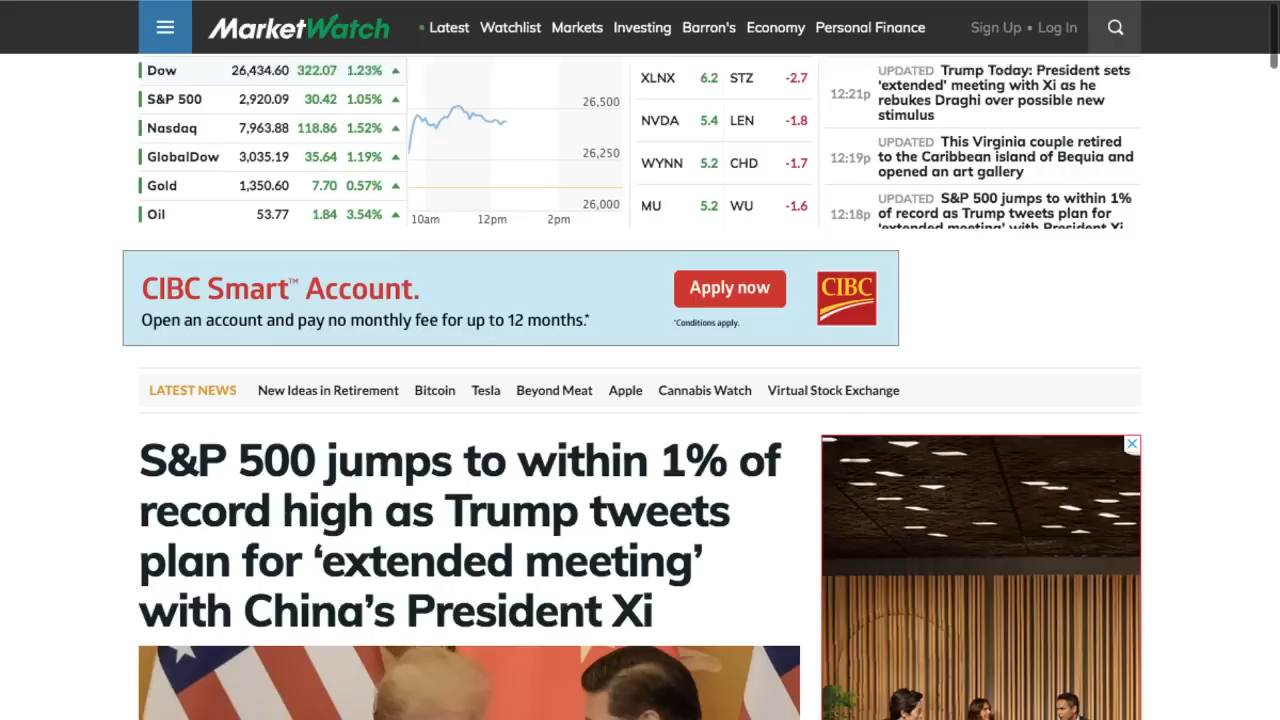 MarketWatch
• Latest Watchlist Markets Investing Barron's Economy Personal Finance
Sign Up • Log In
Dow 26,434.60 322.07 1.23%
S&P 500 2,920.09 30.42 1.05%
Nasdaq 7,963.88 118.86 1.52%
GlobalDow 3,035.19 35.64 1.19%
Gold 1,350.60 7.70 0.57%
Oil 53.77 1.84 3.54%
26,500
26,250
26,000
10am 12pm 2pm
XLNX 6.2 STZ -2.7
NVDA 5.4 LEN -1.8
WYNN 5.2 CHD -1.7
MU 5.2 WU -1.6
12:21p
UPDATED Trump Today: President sets
'extended' meeting with Xi as he
rebukes Draghi over possible new
stimulus
12:19p
UPDATED This Virginia couple retired
to the Caribbean island of Bequia and
opened an art gallery
12:18p
UPDATED S&P 500 jumps to within 1%
of record as Trump tweets plan for
'extended meeting' with President Xi
CIBC Smart™ Account.
Open an account and pay no monthly fee for up to 12 months.*
Apply now
*Conditions apply.
CIBC
LATEST NEWS New Ideas in Retirement Bitcoin Tesla Beyond Meat Apple Cannabis Watch Virtual Stock Exchange
S&P 500 jumps to within 1% of
record high as Trump tweets
plan for ‘extended meeting’
with China’s President Xi